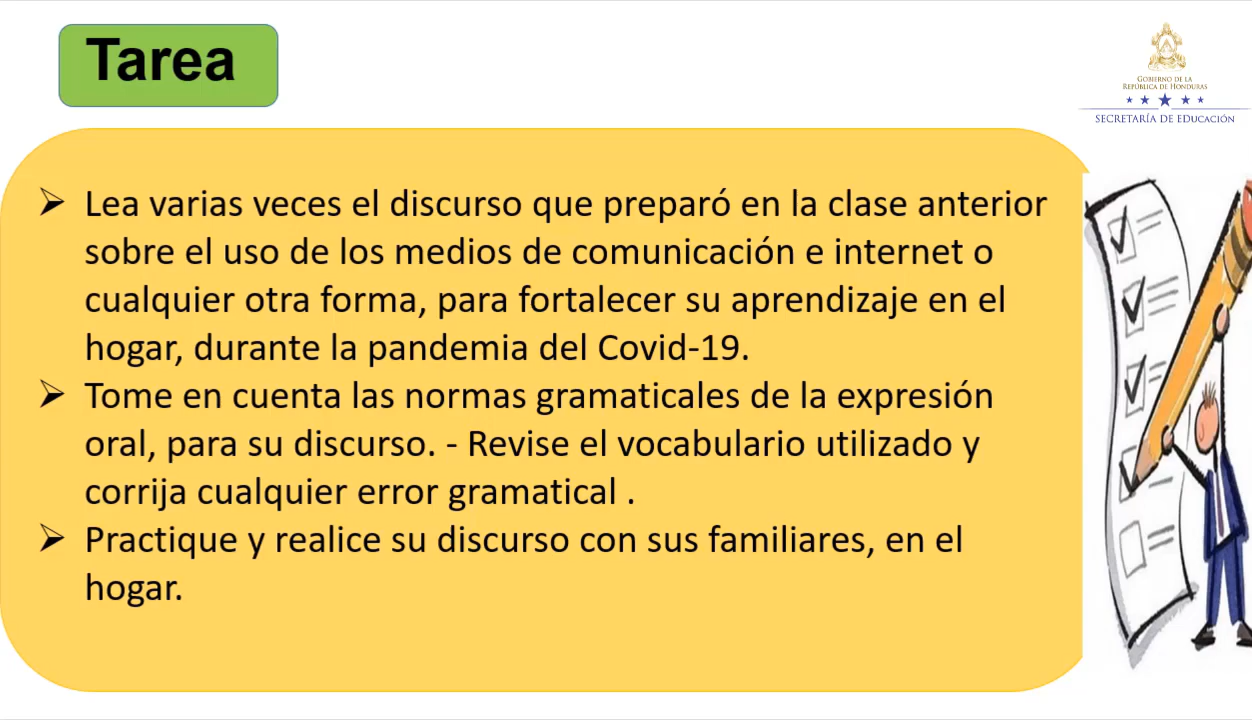 Tarea
GOBIERNO DE LA
REPÚBLICA DE HONDURAS
SECRETARÍA DE EDUCACIÓN
➢ Lea varias veces el discurso que preparó en la clase anterior
sobre el uso de los medios de comunicación e internet o
cualquier otra forma, para fortalecer su aprendizaje en el
hogar, durante la pandemia del Covid-19.
➢ Tome en cuenta las normas gramaticales de la expresión
oral, para su discurso. - Revise el vocabulario utilizado y
corrija cualquier error gramatical .
➢ Practique y realice su discurso con sus familiares, en el
hogar.